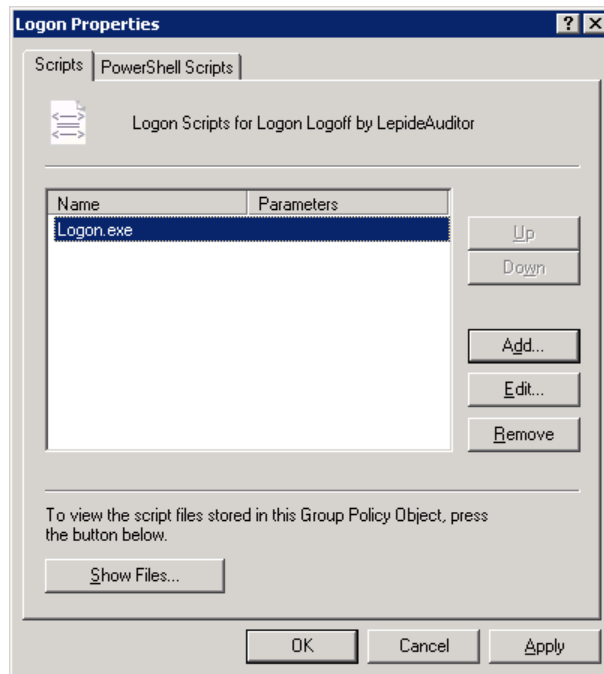 Logon Properties
? X
Scripts PowerShell Scripts
Logon Scripts for Logon Logoff by LepideAuditor
Name Parameters
Logon.exe
Up
Down
Add...
Edit...
Remove
To view the script files stored in this Group Policy Object, press
the button below.
Show Files...
OK Cancel Apply